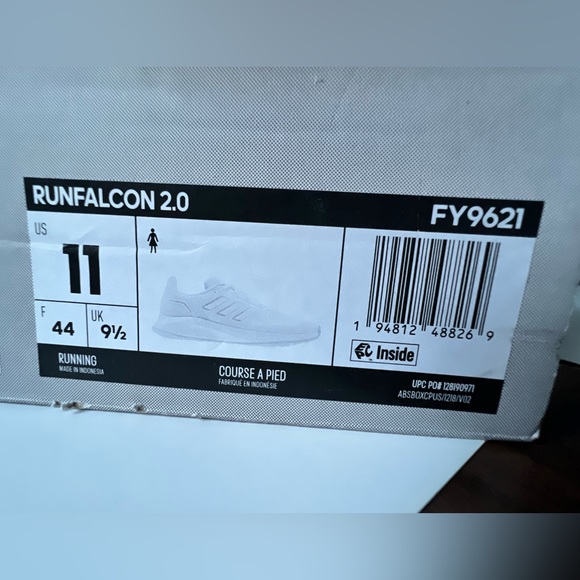 RUNFALCON 2.0
FY9621
US
11
F
44
UK
9½
1 94812 48826 9
Inside
RUNNING
MADE IN INDONESIA
COURSE A PIED
FABRIQUÉ EN INDONÉSIE
UPC PO# 128190971
ABSBOXCPUS/1218/V02